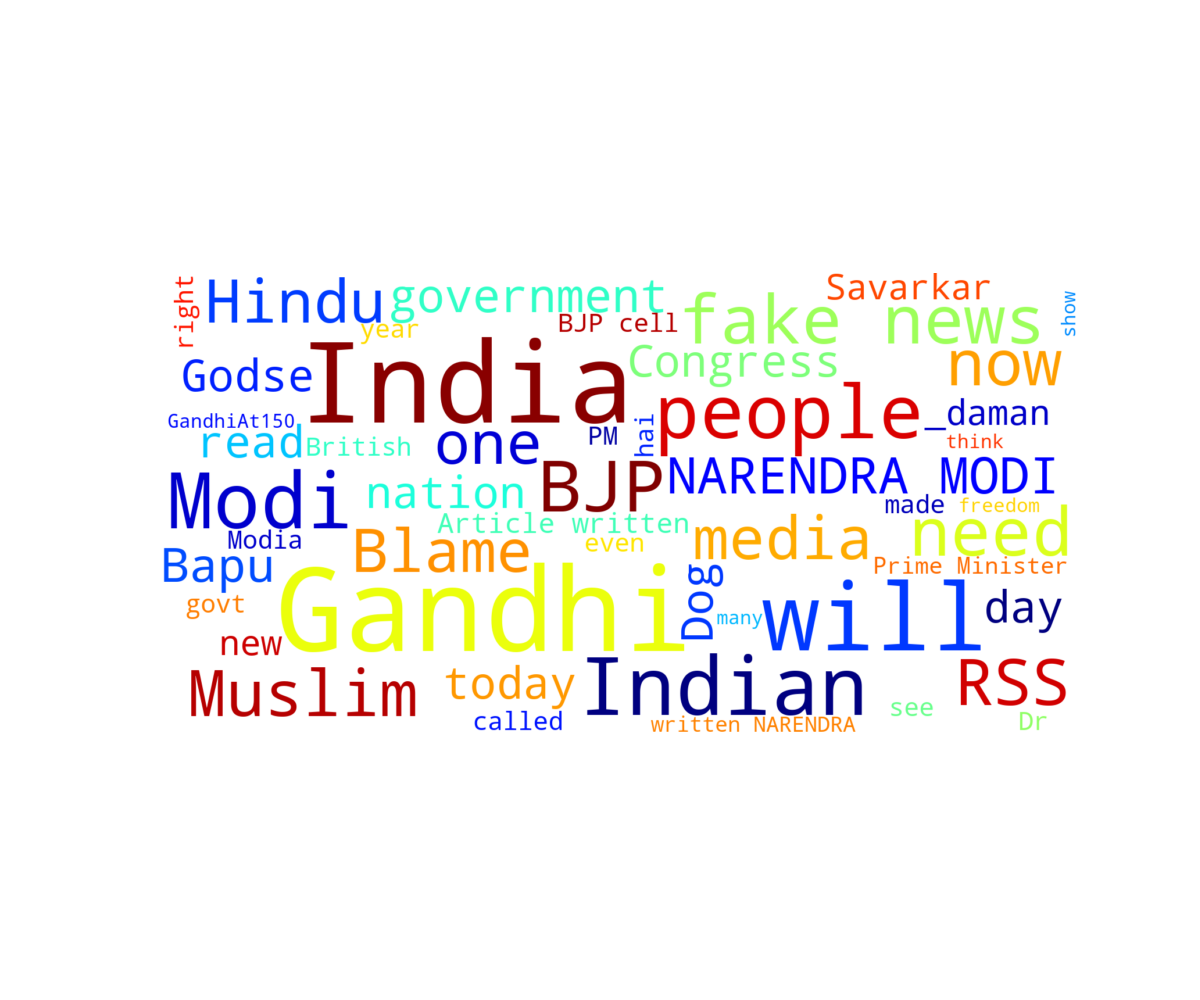 right
Hindu
government
year
BJP cell
fake news
Savarkar
show
Godse
India
Congress
now
GandhiAt150
read
British
one
PM
hai
people
_daman
think
Modi
nation
BJP
NARENDRA MODI
made
freedom
Modia
Article written
Blame
even
media
need
Bapu
Prime Minister
govt
Gandhi
Dog
many
will
day
new
Muslim
today
Indian
RSS
called
written NARENDRA
see
Dr